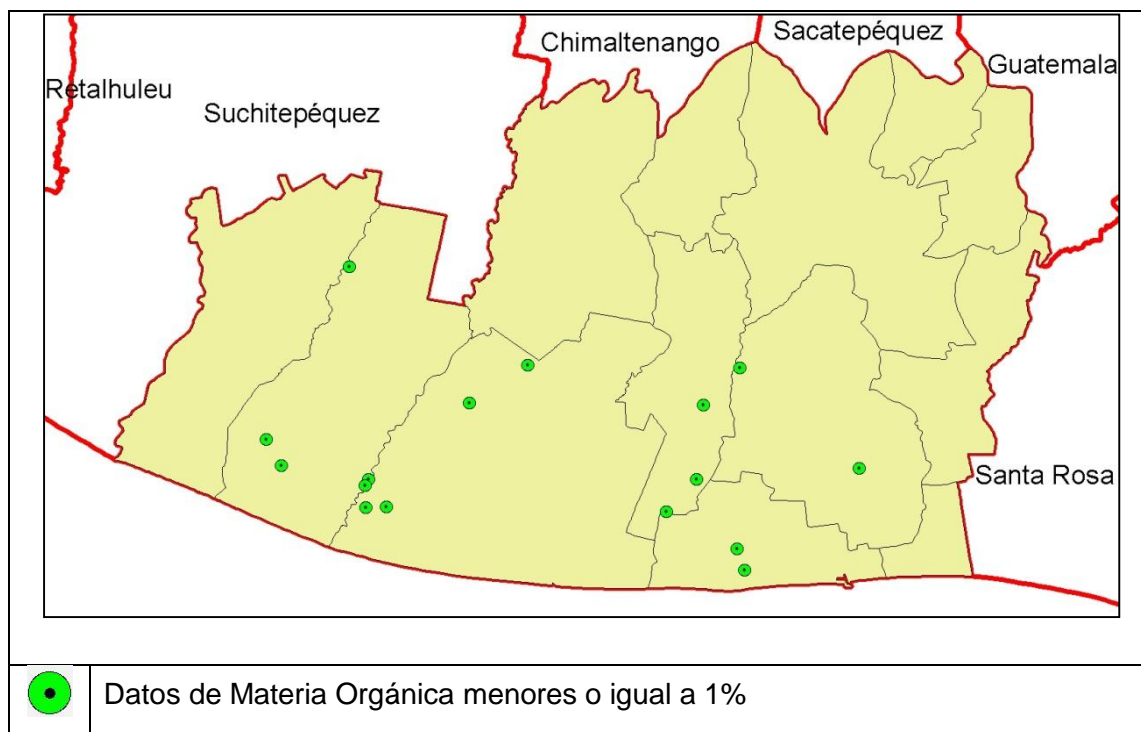 Sacatepéquez
Chimaltenango
Guatemala
Retalhuleu
Suchitepéquez
Santa Rosa
Datos de Materia Orgánica menores o igual a 1%